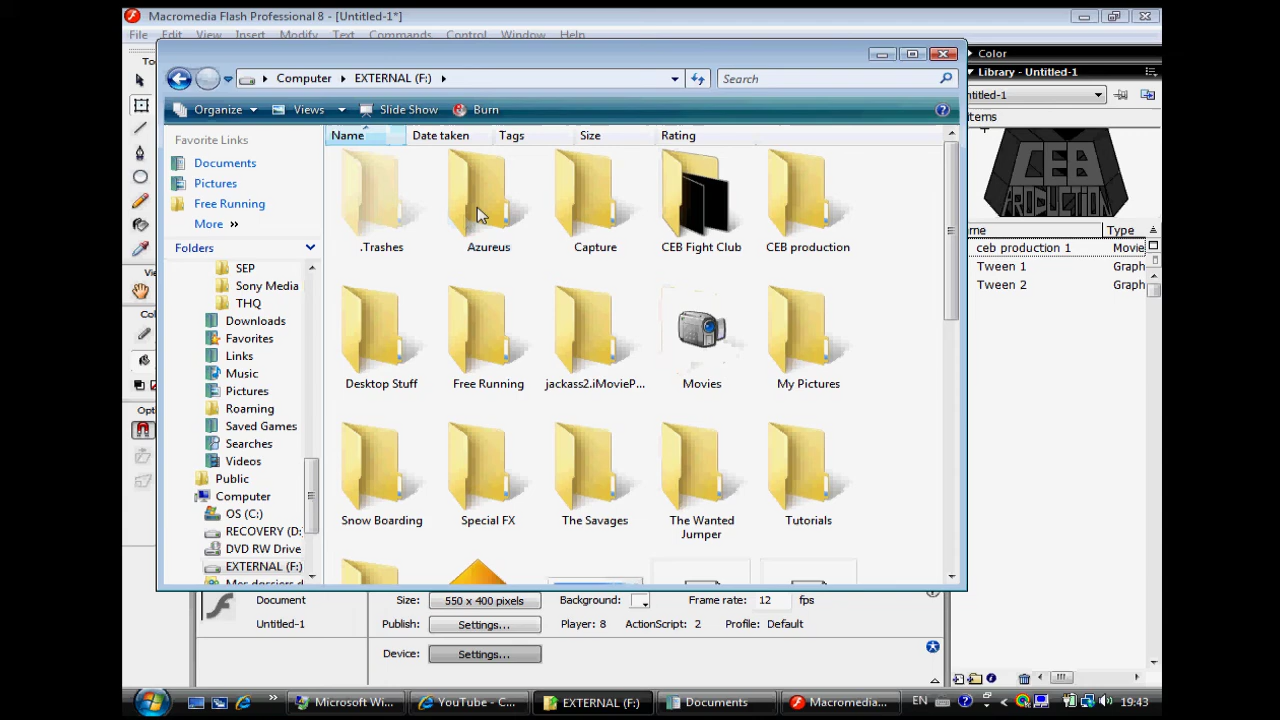 Macromedia Flash Professional 8 - [Untitled-1*]
File Edit View Insert Modify Text Commands Control Window Help
Computer EXTERNAL (F:) Search
Organize Views Slide Show Burn
Favorite Links
Documents
Pictures
Free Running
More »
Folders
SEP
Sony Media
THQ
Downloads
Favorites
Links
Music
Pictures
Roaming
Saved Games
Searches
Videos
Public
Computer
OS (C:)
RECOVERY (D:
DVD RW Drive
EXTERNAL (F:)
Name Date taken Tags Size Rating
.Trashes Azureus Capture CEB Fight Club CEB production
Desktop Stuff Free Running jackass2.iMovieP... Movies My Pictures
Snow Boarding Special FX The Savages The Wanted Jumper Tutorials
Color
Library - Untitled-1
ntitled-1
items
CEB
PRODUCTION
ame Type
ceb production 1 Movie
Tween 1 Graph
Tween 2 Graph
To
Vi
Co
Opt
Document Size: 550 x 400 pixels Background: Frame rate: 12 fps
Untitled-1 Publish: Settings... Player: 8 ActionScript: 2 Profile: Default
Device: Settings...
Microsoft Wi... YouTube - C... EXTERNAL (F:) Documents Macromedia... EN 19:43